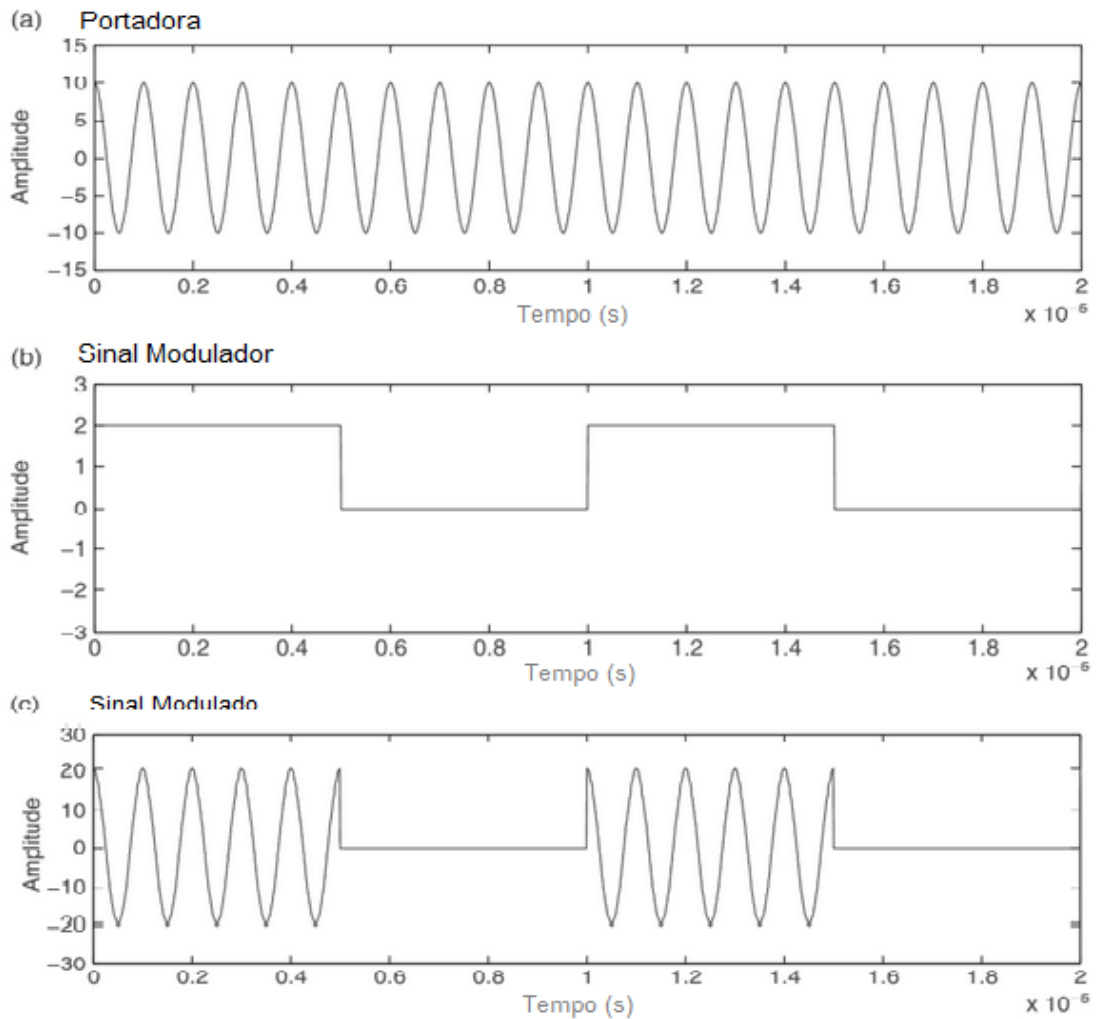 (a) Portadora
15
10
5
0
−5
−10
−15
Amplitude
0 0.2 0.4 0.6 0.8 1 1.2 1.4 1.6 1.8 2
Tempo (s)
x 10⁻⁶
(b) Sinal Modulador
3
2
1
0
−1
−2
−3
Amplitude
0 0.2 0.4 0.6 0.8 1 1.2 1.4 1.6 1.8 2
Tempo (s)
x 10⁻⁶
(c) Sinal Modulado
30
20
10
0
−10
−20
−30
Amplitude
0 0.2 0.4 0.6 0.8 1 1.2 1.4 1.6 1.8 2
Tempo (s)
x 10⁻⁶